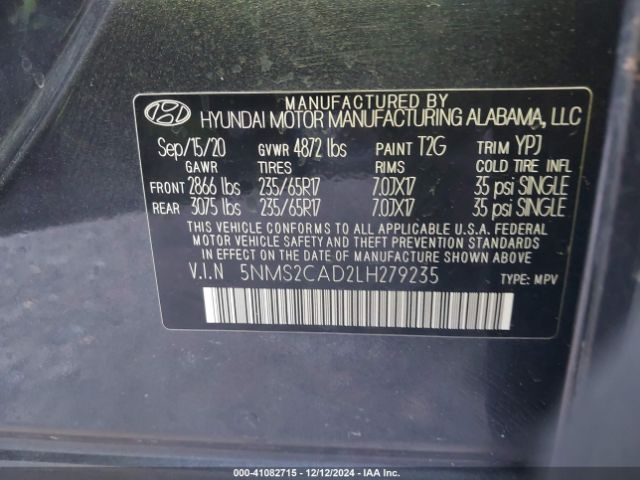 MANUFACTURED BY
HYUNDAI MOTOR MANUFACTURING ALABAMA, LLC
Sep/15/20 GVWR 4872 lbs PAINT T2G TRIM YPJ
GAWR TIRES RIMS COLD TIRE INFL
FRONT 2866 lbs 235/65R17 7.0JX17 35 psi SINGLE
REAR 3075 lbs 235/65R17 7.0JX17 35 psi SINGLE
THIS VEHICLE CONFORMS TO ALL APPLICABLE U.S.A. FEDERAL
MOTOR VEHICLE SAFETY AND THEFT PREVENTION STANDARDS
IN EFFECT ON THE DATE OF MANUFACTURE SHOWN ABOVE
V.I.N 5NMS2CAD2LH279235 TYPE: MPV
000-41082715 - 12/12/2024 - IAA Inc.